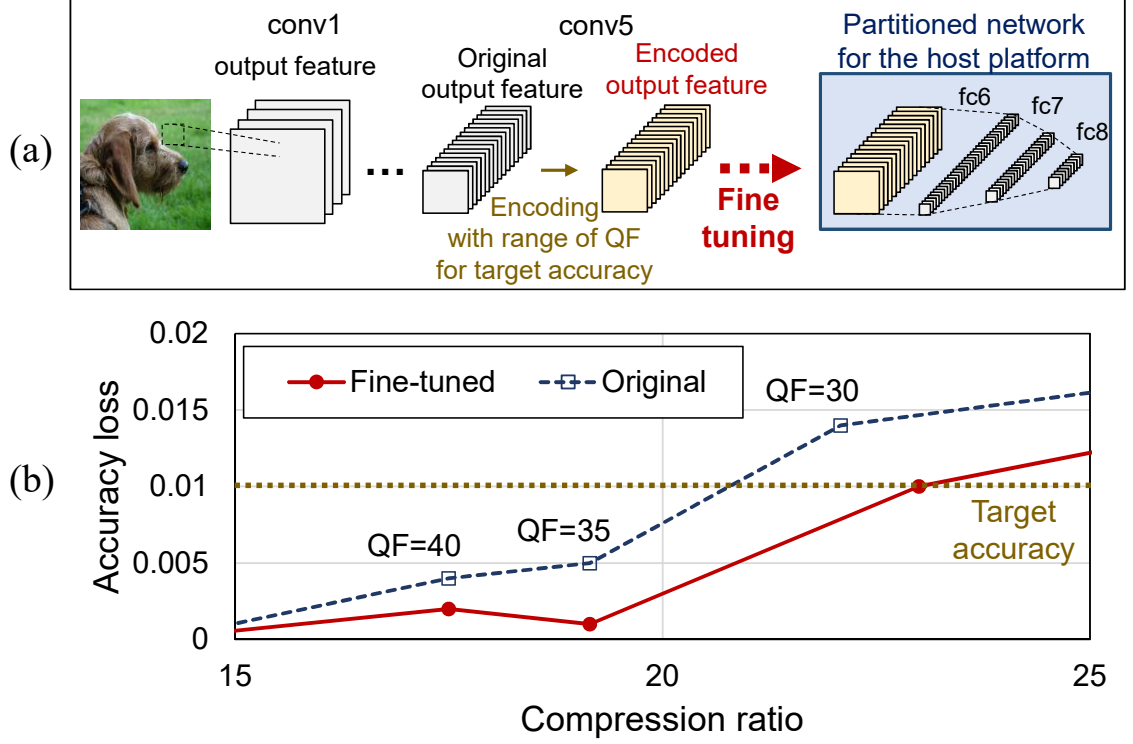 (a)
conv1
output feature
...
conv5
Original
output feature
Encoded
output feature
Encoding
with range of QF
for target accuracy
Fine
tuning
Partitioned network
for the host platform
fc6
fc7
fc8
(b)
Accuracy loss
0.02
0.015
0.01
0.005
0
Fine-tuned
Original
QF=40
QF=35
QF=30
Target
accuracy
15
20
25
Compression ratio